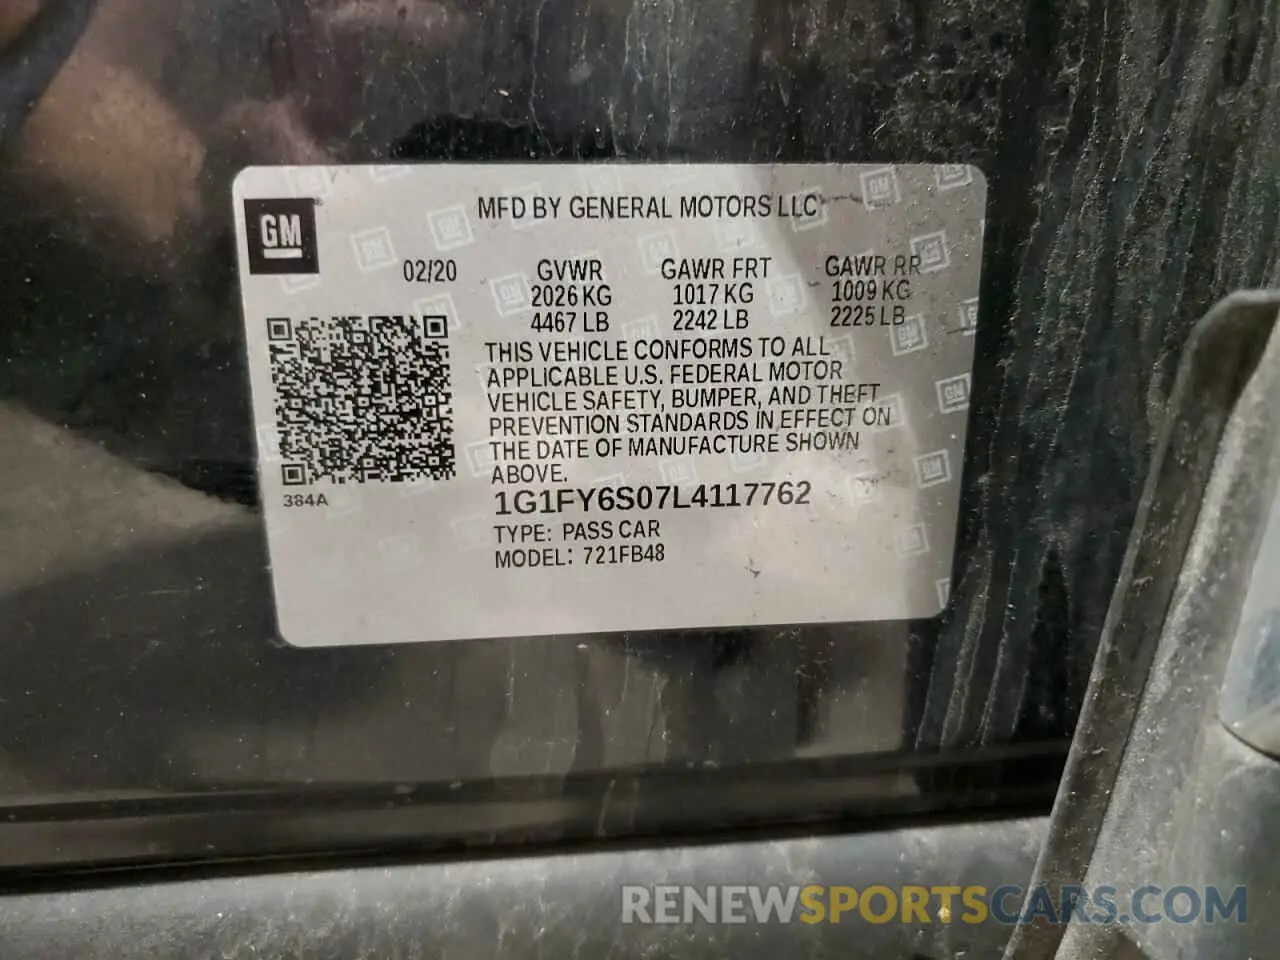 GM
MFD BY GENERAL MOTORS LLC
02/20
GVWR GAWR FRT GAWR RR
2026 KG 1017 KG 1009 KG
4467 LB 2242 LB 2225 LB
THIS VEHICLE CONFORMS TO ALL
APPLICABLE U.S. FEDERAL MOTOR
VEHICLE SAFETY, BUMPER, AND THEFT
PREVENTION STANDARDS IN EFFECT ON
THE DATE OF MANUFACTURE SHOWN
ABOVE.
384A
1G1FY6S07L4117762
TYPE: PASS CAR
MODEL: 721FB48
RENEWSPORTSCARS.COM